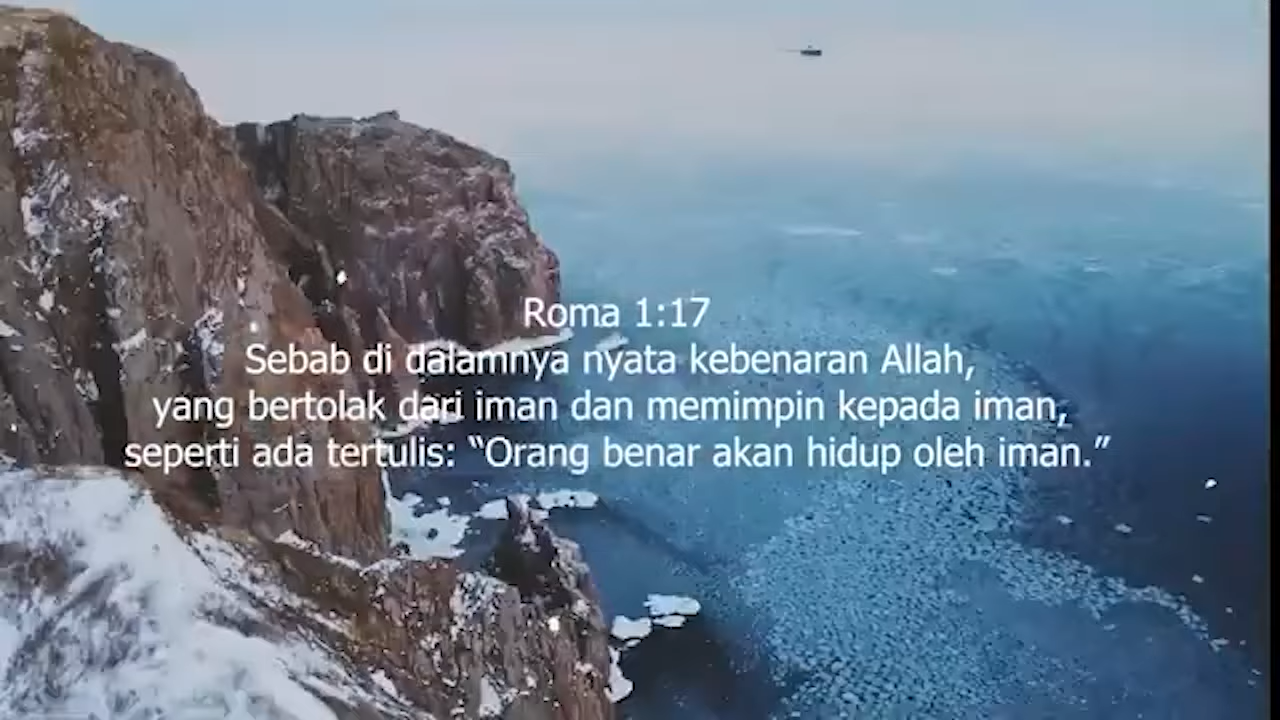 Roma 1:17
Sebab di dalamnya nyata kebenaran Allah,
yang bertolak dari iman dan memimpin kepada iman,
seperti ada tertulis: “Orang benar akan hidup oleh iman.”